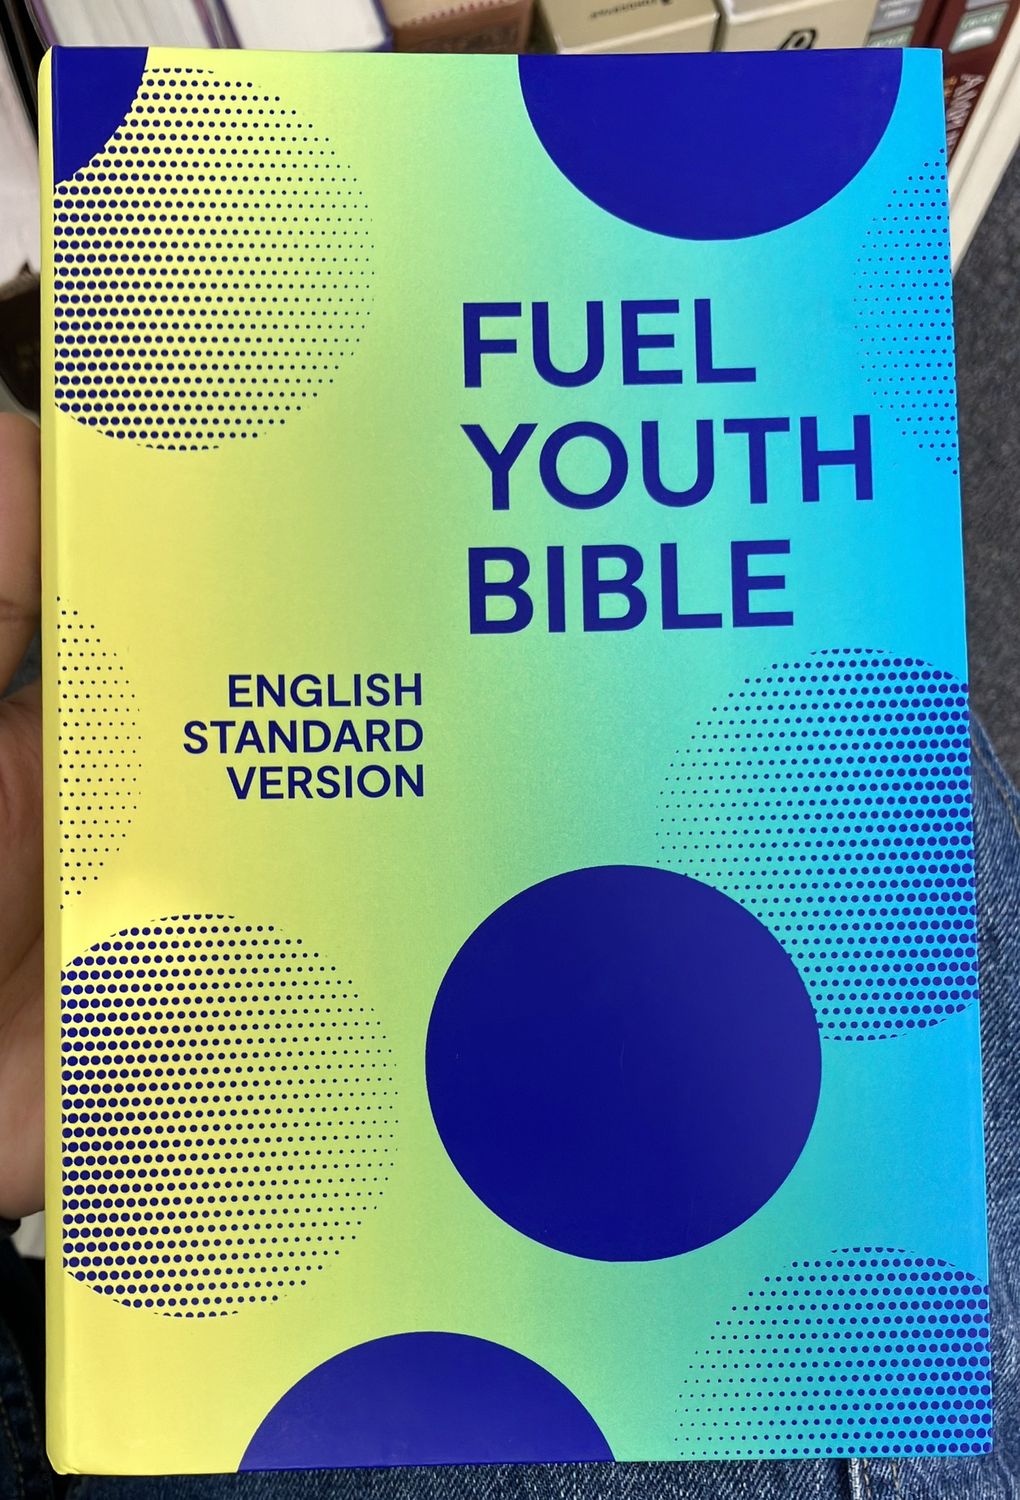 FUEL
YOUTH
BIBLE
ENGLISH
STANDARD
VERSION